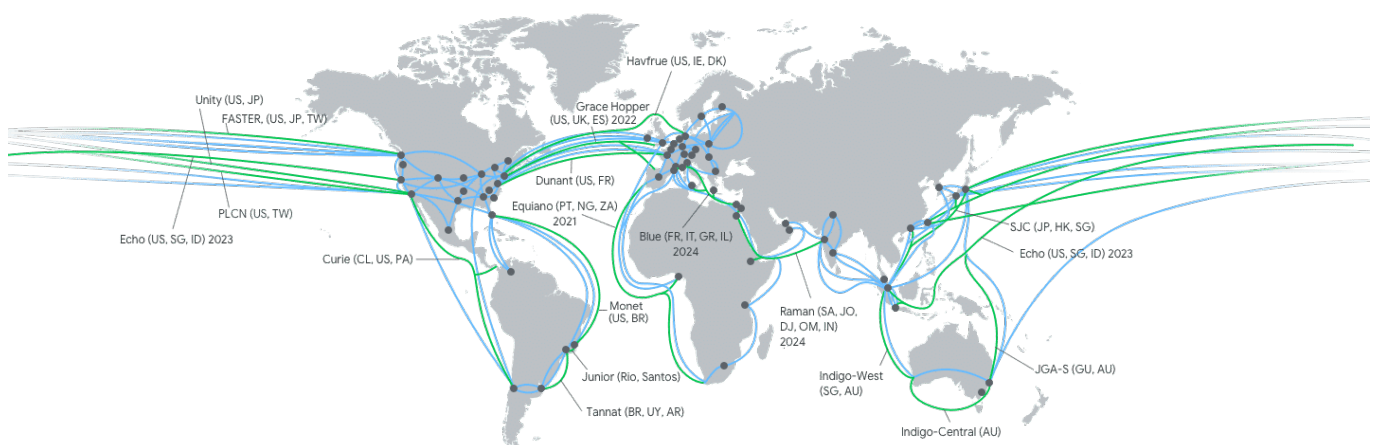 Havfrue (US, IE, DK)
Unity (US, JP)
Grace Hopper
(US, UK, ES) 2022
FASTER, (US, JP, TW)
Dunant (US, FR)
Equiano (PT, NG, ZA)
2021
PLCN (US, TW)
SJC (JP, HK, SG)
Echo (US, SG, ID) 2023
Blue (FR, IT, GR, IL)
2024
Echo (US, SG, ID) 2023
Curie (CL, US, PA)
Monet
(US, BR)
Raman (SA, JO,
DJ, OM, IN)
2024
Junior (Rio, Santos)
Indigo-West
(SG, AU)
JGA-S (GU, AU)
Tannat (BR, UY, AR)
Indigo-Central (AU)